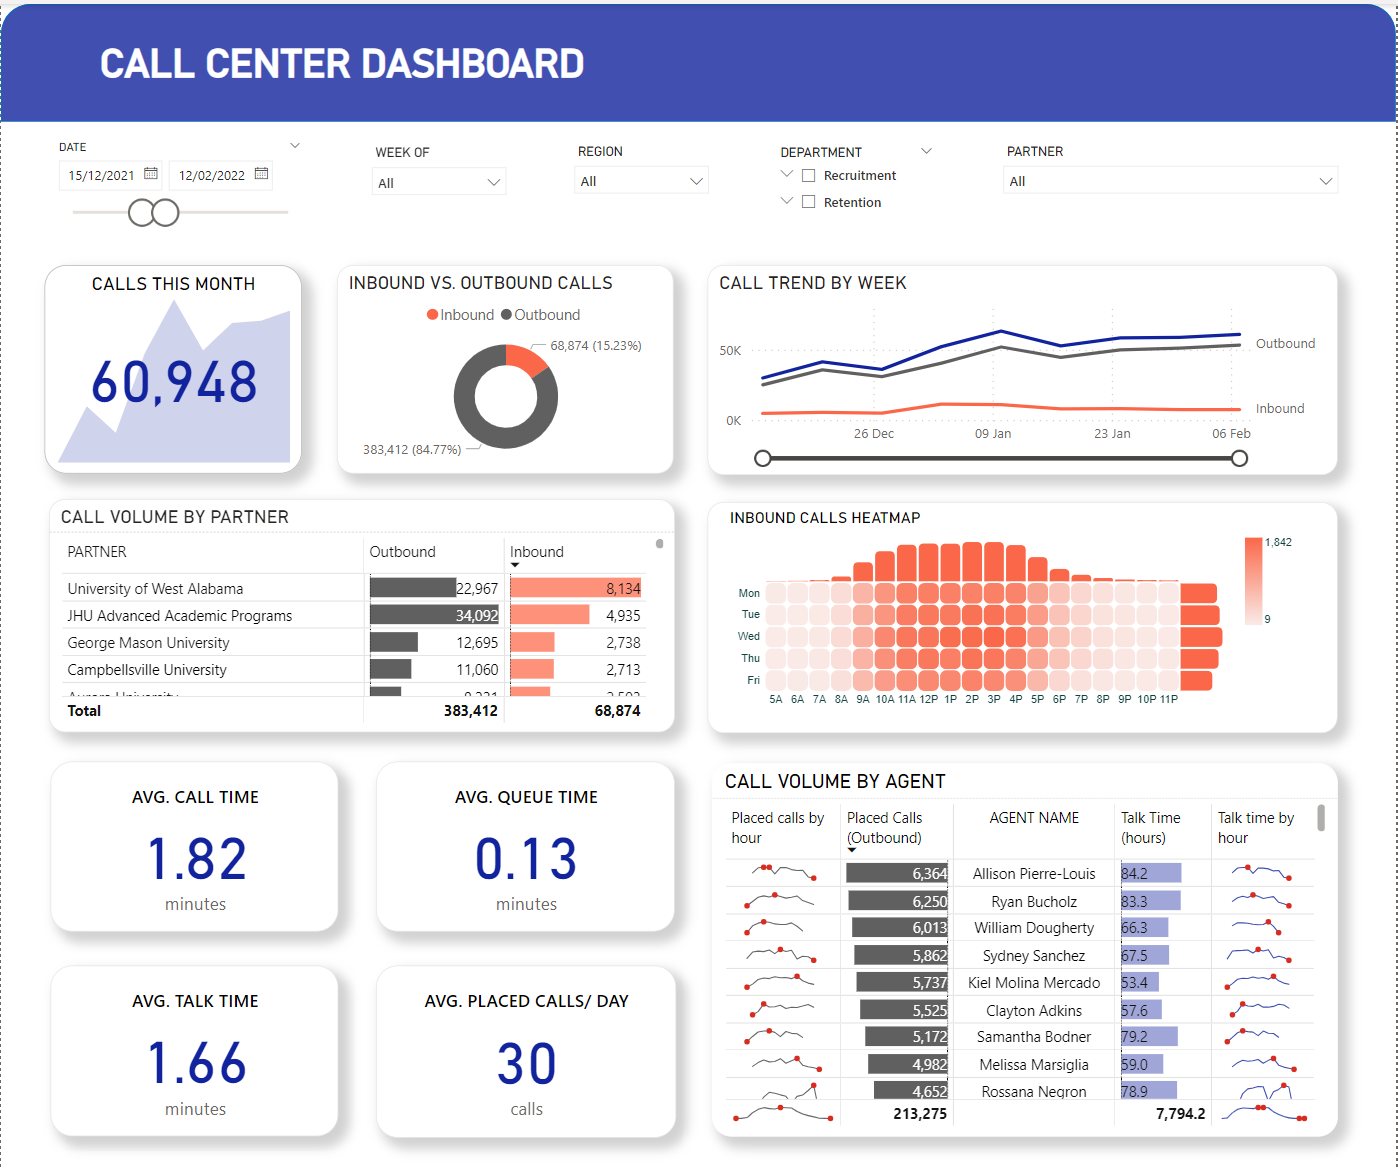 CALL CENTER DASHBOARD
DATE
15/12/2021
12/02/2022
WEEK OF
All
REGION
All
DEPARTMENT
Recruitment
Retention
PARTNER
All
CALLS THIS MONTH
60,948
INBOUND VS. OUTBOUND CALLS
Inbound Outbound
68,874 (15.23%)
383,412 (84.77%)
CALL TREND BY WEEK
50K
0K
Outbound
Inbound
26 Dec 09 Jan 23 Jan 06 Feb
CALL VOLUME BY PARTNER
PARTNER Outbound Inbound
University of West Alabama 22,967 8,134
JHU Advanced Academic Programs 34,092 4,935
George Mason University 12,695 2,738
Campbellsville University 11,060 2,713
Total 383,412 68,874
INBOUND CALLS HEATMAP
1,842
9
Mon
Tue
Wed
Thu
Fri
5A 6A 7A 8A 9A 10A 11A 12P 1P 2P 3P 4P 5P 6P 7P 8P 9P 10P 11P
AVG. CALL TIME
1.82
minutes
AVG. QUEUE TIME
0.13
minutes
AVG. TALK TIME
1.66
minutes
AVG. PLACED CALLS/ DAY
30
calls
CALL VOLUME BY AGENT
Placed calls by hour Placed Calls (Outbound) AGENT NAME Talk Time (hours) Talk time by hour
6,364 Allison Pierre-Louis 84.2
6,250 Ryan Bucholz 83.3
6,013 William Dougherty 66.3
5,862 Sydney Sanchez 67.5
5,737 Kiel Molina Mercado 53.4
5,525 Clayton Adkins 57.6
5,172 Samantha Bodner 79.2
4,982 Melissa Marsiglia 59.0
4,652 Rossana Negron 78.9
213,275 7,794.2